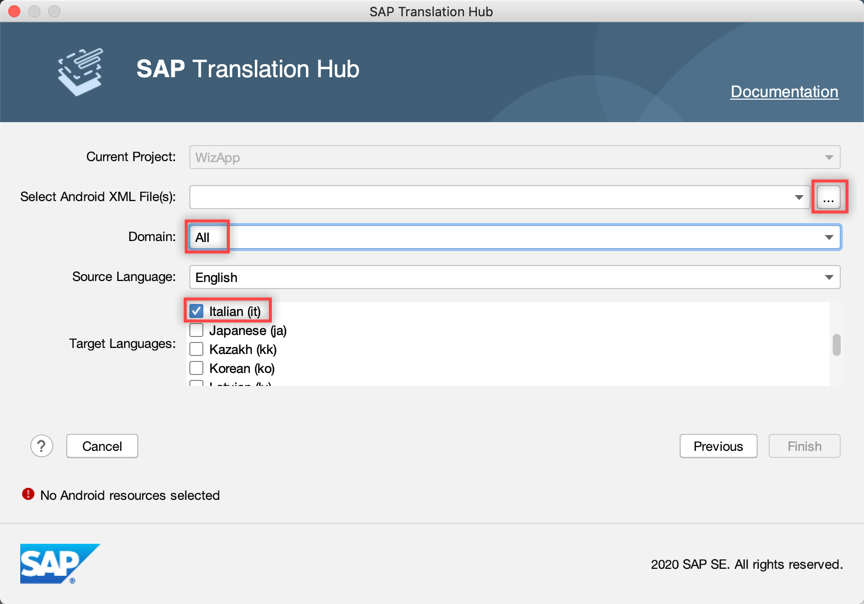 SAP Translation Hub
SAP Translation Hub
Documentation
Current Project: WizApp
Select Android XML File(s): ...
Domain: All
Source Language: English
Italian (it)
Japanese (ja)
Target Languages:
Kazakh (kk)
Korean (ko)
Latvian (lv)
? Cancel Previous Finish
No Android resources selected
SAP®
2020 SAP SE. All rights reserved.